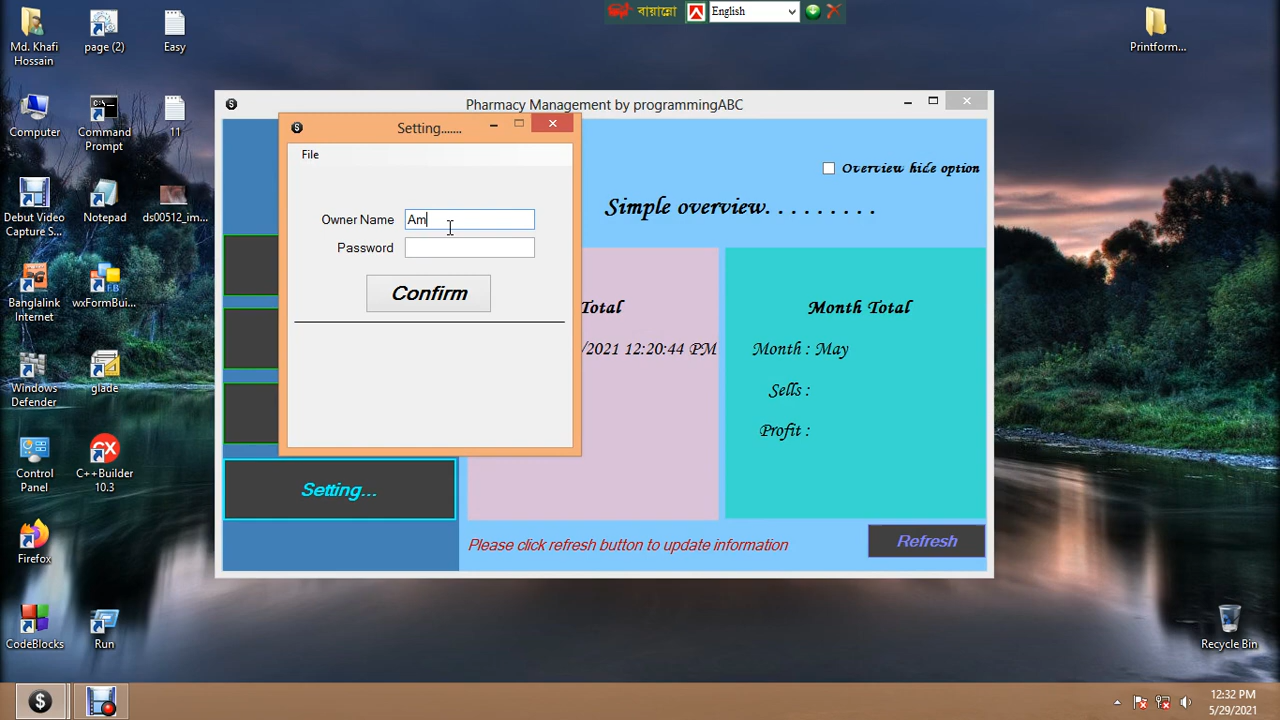 Md. Khafi Hossain
page (2)
Easy
Computer
Command Prompt
11
Debut Video Capture S...
Notepad
ds00512_im...
Banglalink Internet
wxFormBui...
Windows Defender
glade
Control Panel
C++Builder 10.3
Firefox
CodeBlocks
Run
বায়ান্নো
English
Printform...
Recycle Bin
Pharmacy Management by programmingABC
Setting.......
File
Owner Name
Am
Password
Confirm
Overview hide option
Simple overview. . . . . . . . .
Total
/2021 12:20:44 PM
Month Total
Month : May
Sells :
Profit :
Setting...
Please click refresh button to update information
Refresh
12:32 PM
5/29/2021